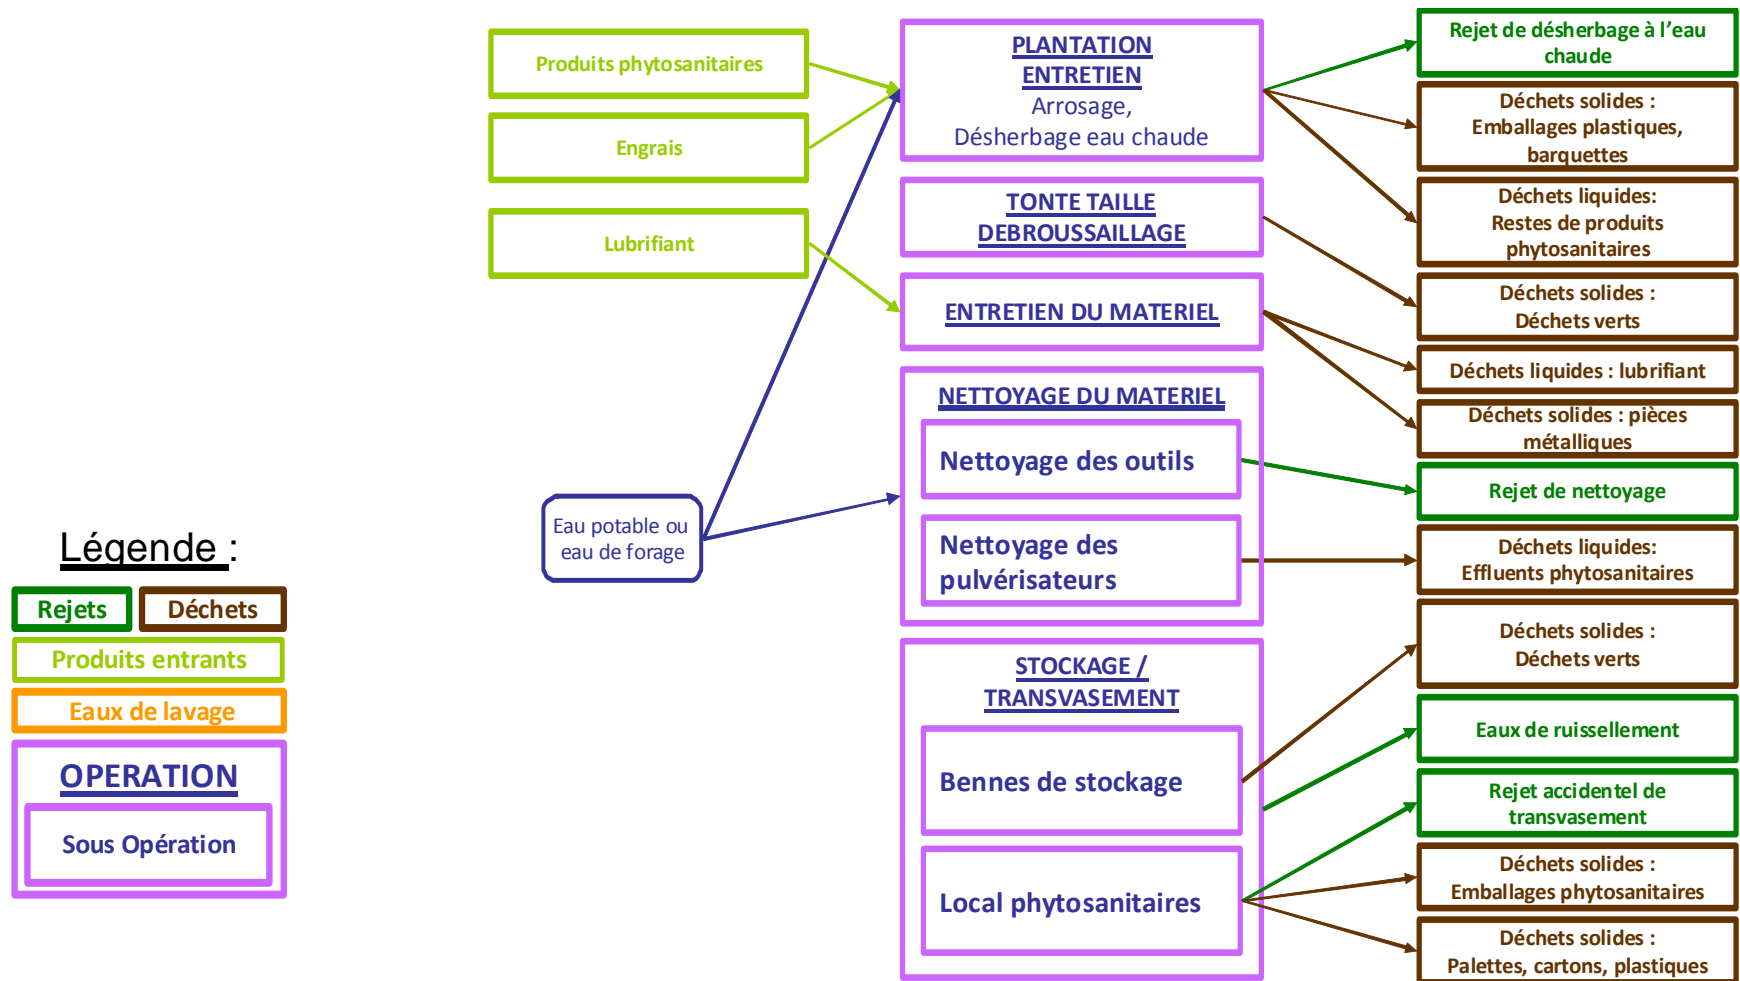 Produits phytosanitaires
Engrais
Lubrifiant
Eau potable ou
eau de forage
Légende :
Rejets
Déchets
Produits entrants
Eaux de lavage
OPERATION
Sous Opération
PLANTATION
ENTRETIEN
Arrosage,
Désherbage eau chaude
TONTE TAILLE
DEBROUSSAILLAGE
ENTRETIEN DU MATERIEL
NETTOYAGE DU MATERIEL
Nettoyage des outils
Nettoyage des
pulvérisateurs
STOCKAGE /
TRANSVASEMENT
Bennes de stockage
Local phytosanitaires
Rejet de désherbage à l’eau
chaude
Déchets solides :
Emballages plastiques,
barquettes
Déchets liquides:
Restes de produits
phytosanitaires
Déchets solides :
Déchets verts
Déchets liquides : lubrifiant
Déchets solides : pièces
métalliques
Rejet de nettoyage
Déchets liquides:
Effluents phytosanitaires
Déchets solides :
Déchets verts
Eaux de ruissellement
Rejet accidentel de
transvasement
Déchets solides :
Emballages phytosanitaires
Déchets solides :
Palettes, cartons, plastiques